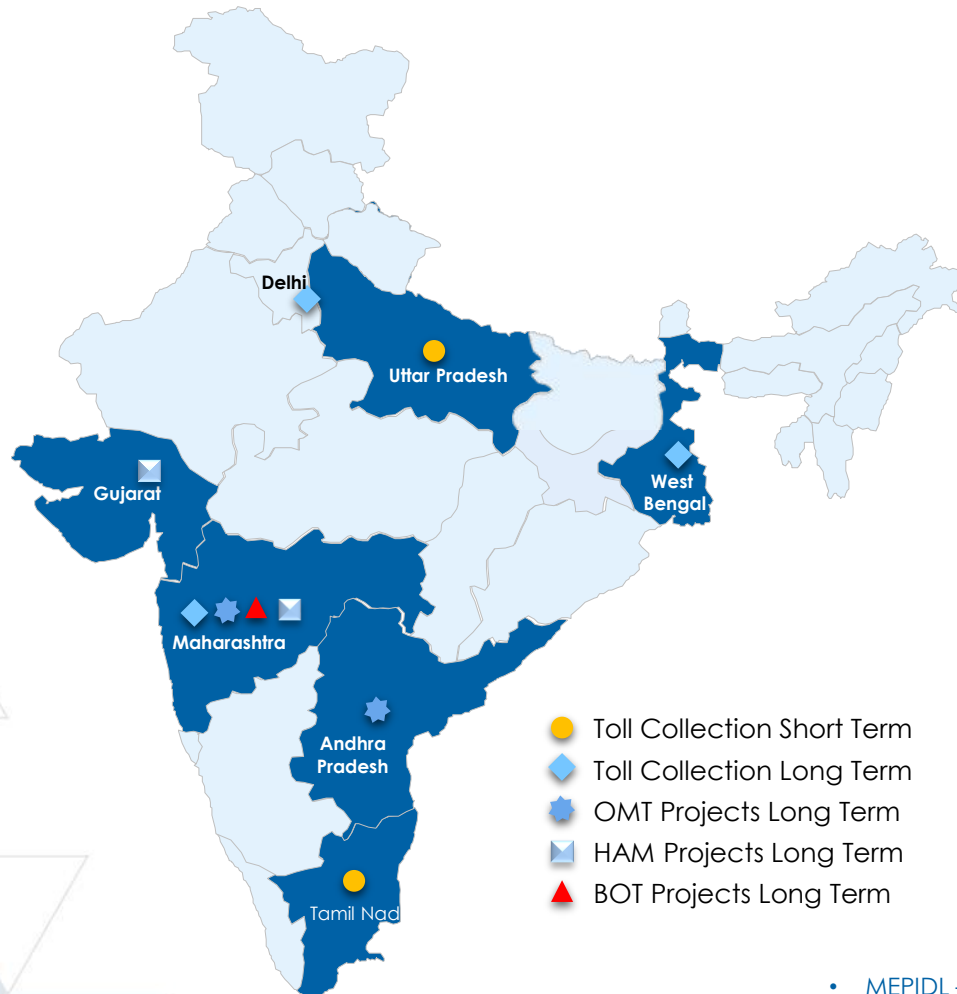 Delhi
Uttar Pradesh
Gujarat
West
Bengal
Maharashtra
Andhra
Pradesh
Tamil Nad
Toll Collection Short Term
Toll Collection Long Term
OMT Projects Long Term
HAM Projects Long Term
BOT Projects Long Term
• MEPIDL